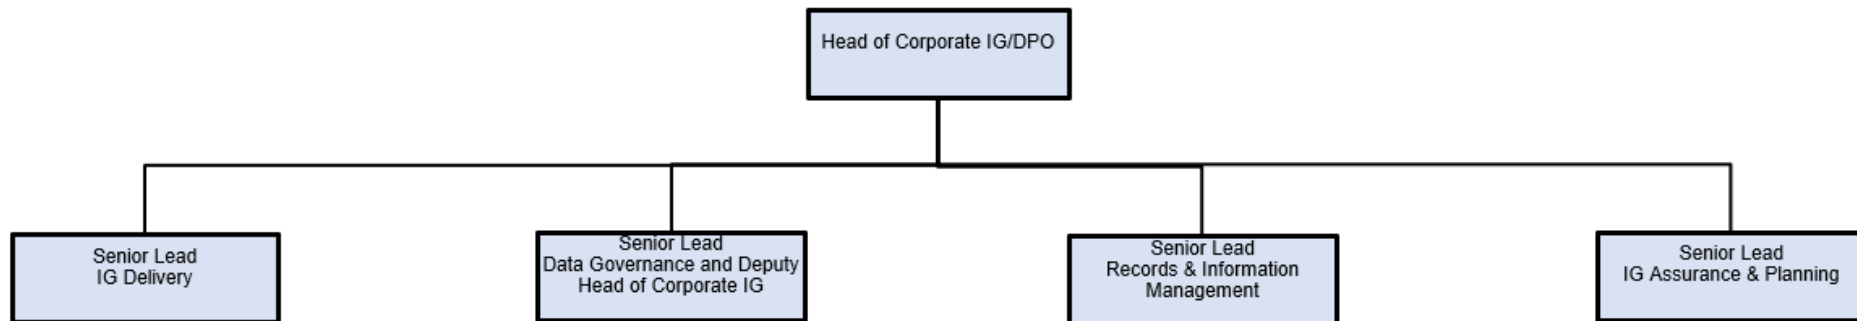 Head of Corporate IG/DPO
Senior Lead
IG Delivery
Senior Lead
Data Governance and Deputy
Head of Corporate IG
Senior Lead
Records & Information
Management
Senior Lead
IG Assurance & Planning